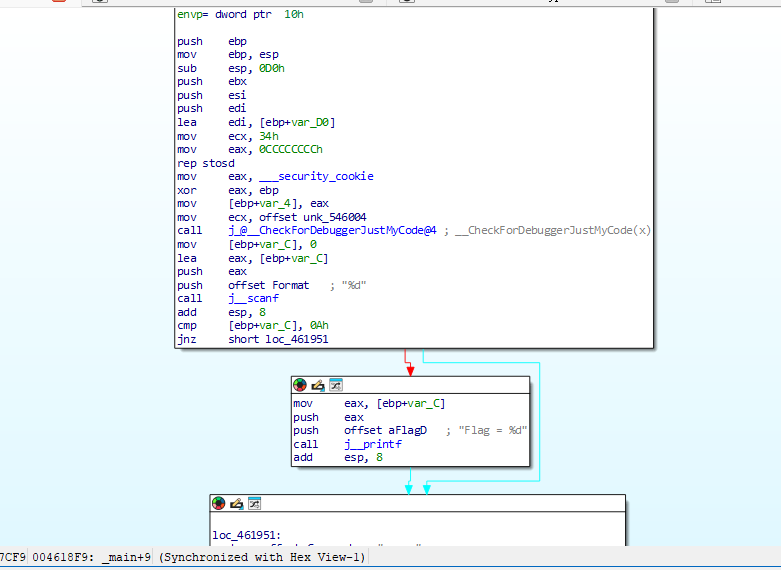 envp= dword ptr  10h
push    ebp
mov     ebp, esp
sub     esp, 0D0h
push    ebx
push    esi
push    edi
lea     edi, [ebp+var_D0]
mov     ecx, 34h
mov     eax, 0CCCCCCCCh
rep stosd
mov     eax, ___security_cookie
xor     eax, ebp
mov     [ebp+var_4], eax
mov     ecx, offset unk_546004
call    j_@__CheckForDebuggerJustMyCode@4 ; __CheckForDebuggerJustMyCode(x)
mov     [ebp+var_C], 0
lea     eax, [ebp+var_C]
push    eax
push    offset Format   ; "%d"
call    j__scanf
add     esp, 8
cmp     [ebp+var_C], 0Ah
jnz     short loc_461951
mov     eax, [ebp+var_C]
push    eax
push    offset aFlagD   ; "Flag = %d"
call    j__printf
add     esp, 8
loc_461951:
7CF9 004618F9: _main+9 (Synchronized with Hex View-1)